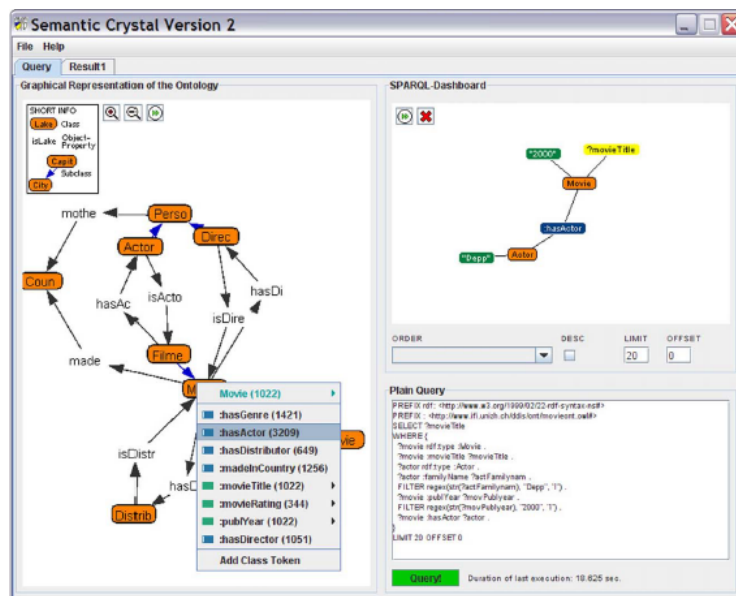 Semantic Crystal Version 2
File Help
Query Result1
Graphical Representation of the Ontology
SHORT INFO
Lake Class
isLake Object-
Property
Capit
Subclass
City
mothe
Perso
Actor
Direc
Coun
hasAc
isActo
hasDi
isDire
made
Filme
M
Movie (1022)
:hasGenre (1421)
:hasActor (3209)
:hasDistributor (649)
:madeInCountry (1256)
:movieTitle (1022)
:movieRating (344)
:publYear (1022)
:hasDirector (1051)
Add Class Token
vie
isDistr
hasD
Distrib
SPARQL-Dashboard
"2000"
?movieTitle
Movie
:hasActor
"Depp"
Actor
ORDER DESC LIMIT OFFSET
20 0
Plain Query
PREFIX rdf: <http://www.w3.org/1999/02/22-rdf-syntax-ns#>
PREFIX : <http://www.ifi.unizh.ch/ddis/ont/moviesnt.owl#>
SELECT ?movieTitle
WHERE {
?movie rdf:type :Movie .
?movie :movieTitle ?movieTitle .
?actor rdf:type :Actor .
?actor :familyName ?actFamilynam .
FILTER regex(str(?actFamilynam), "Depp", "i") .
?movie :publYear ?movPublyear .
FILTER regex(str(?movPublyear), "2000", "i") .
?movie :hasActor ?actor .
}
LIMIT 20 OFFSET 0
Query! Duration of last execution: 18.625 sec.